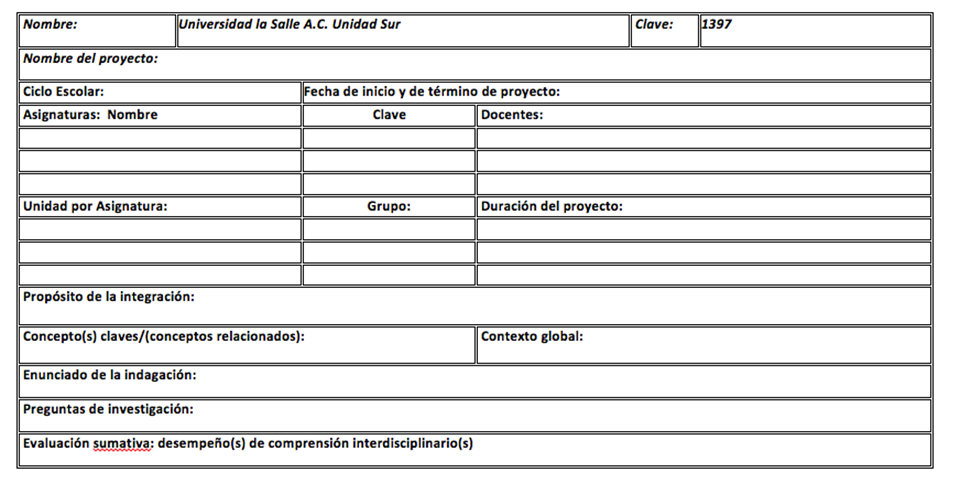 Nombre: Universidad la Salle A.C. Unidad Sur Clave: 1397
Nombre del proyecto:
Ciclo Escolar: Fecha de inicio y de término de proyecto:
Asignaturas: Nombre Clave Docentes:
Unidad por Asignatura: Grupo: Duración del proyecto:
Propósito de la integración:
Concepto(s) claves/(conceptos relacionados): Contexto global:
Enunciado de la indagación:
Preguntas de investigación:
Evaluación sumativa: desempeño(s) de comprensión interdisciplinario(s)